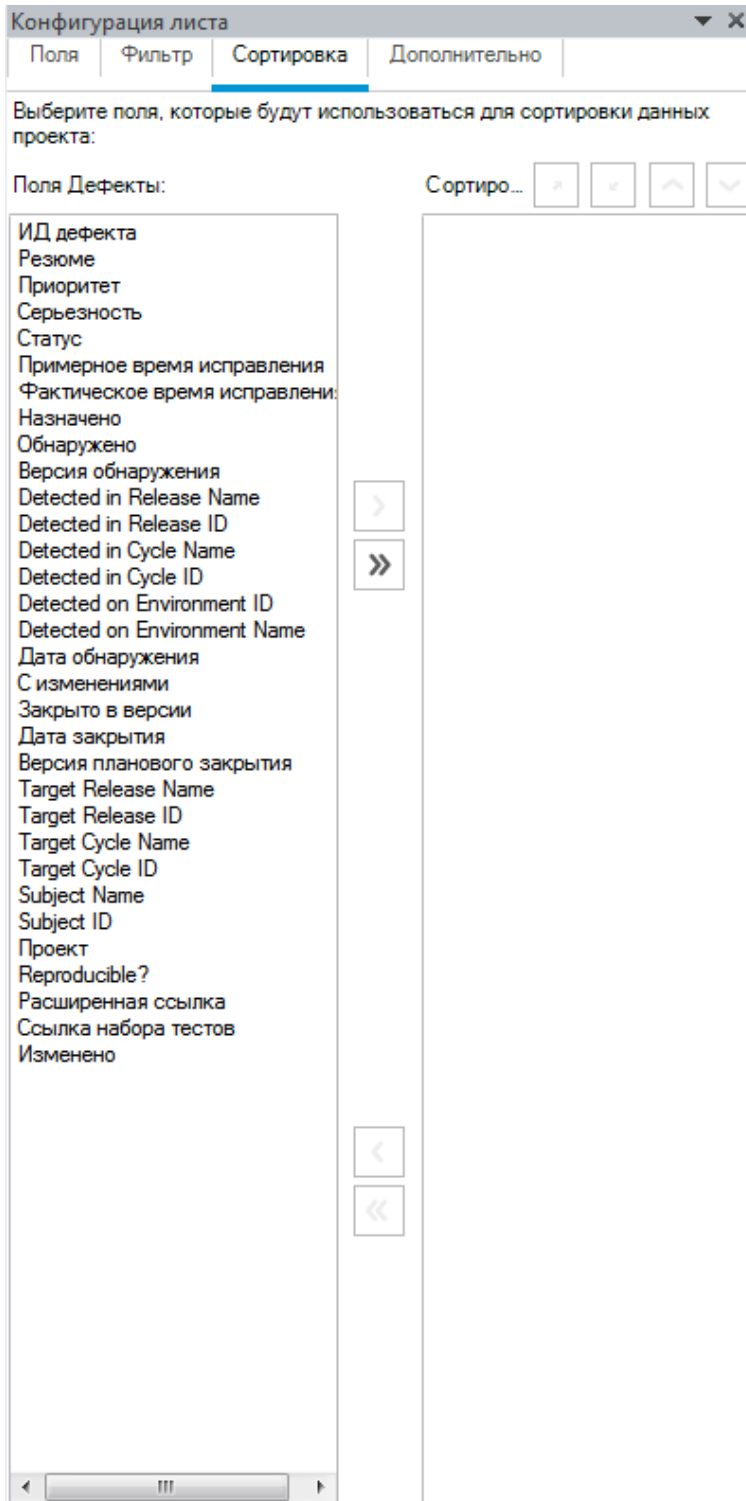 Конфигурация листа
Поля Фильтр Сортировка Дополнительно
Выберите поля, которые будут использоваться для сортировки данных
проекта:
Поля Дефекты: Сортиро...
ИД дефекта
Резюме
Приоритет
Серьезность
Статус
Примерное время исправления
Фактическое время исправлени
Назначено
Обнаружено
Версия обнаружения
Detected in Release Name
Detected in Release ID
Detected in Cycle Name
Detected in Cycle ID
Detected on Environment ID
Detected on Environment Name
Дата обнаружения
С изменениями
Закрыто в версии
Дата закрытия
Версия планового закрытия
Target Release Name
Target Release ID
Target Cycle Name
Target Cycle ID
Subject Name
Subject ID
Проект
Reproducible?
Расширенная ссылка
Ссылка набора тестов
Изменено